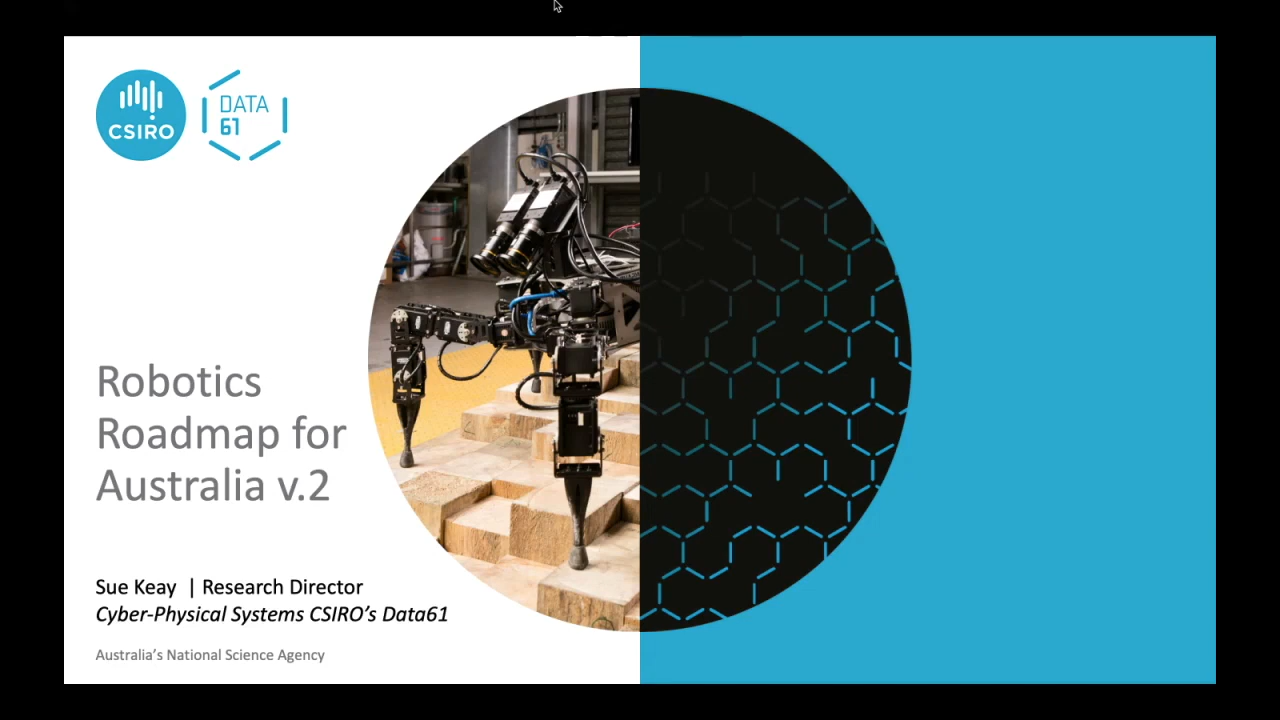 CSIRO
DATA
61
Robotics
Roadmap for
Australia v.2
Sue Keay | Research Director
Cyber-Physical Systems CSIRO's Data61
Australia's National Science Agency